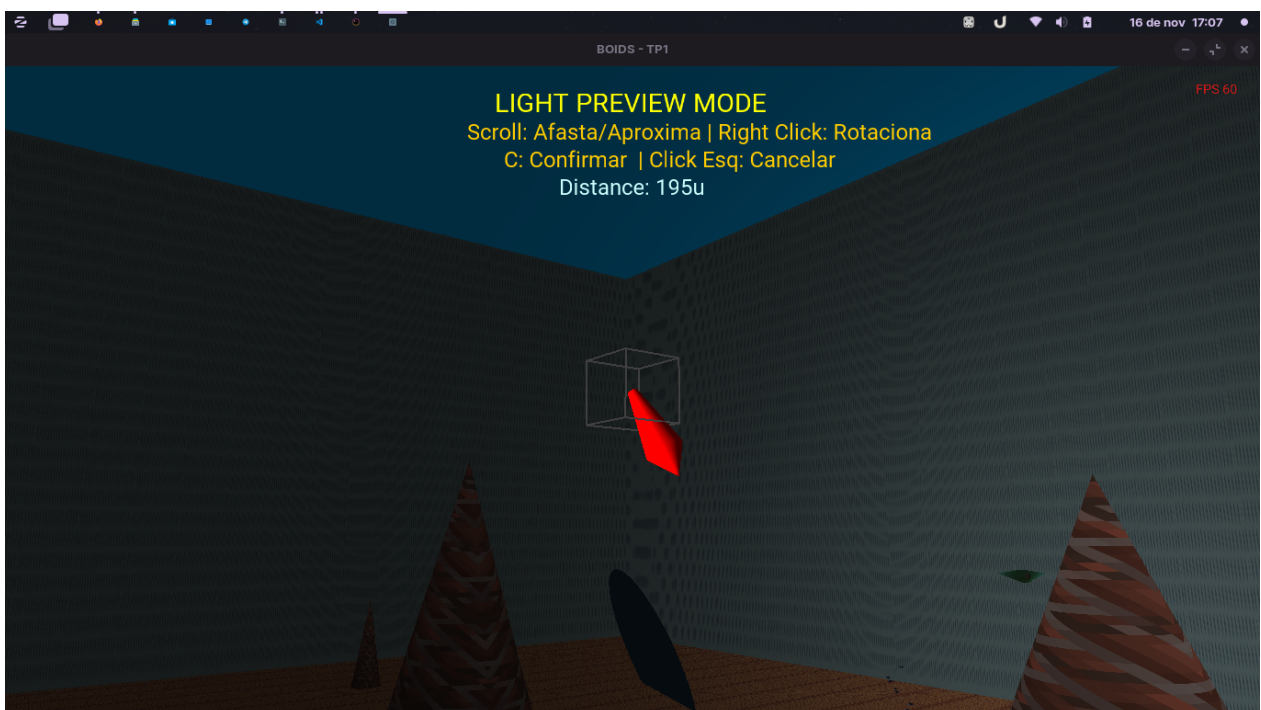 16 de nov 17:07
BOIDS - TP1
FPS 60
LIGHT PREVIEW MODE
Scroll: Afasta/Aproxima | Right Click: Rotaciona
C: Confirmar | Click Esq: Cancelar
Distance: 195u